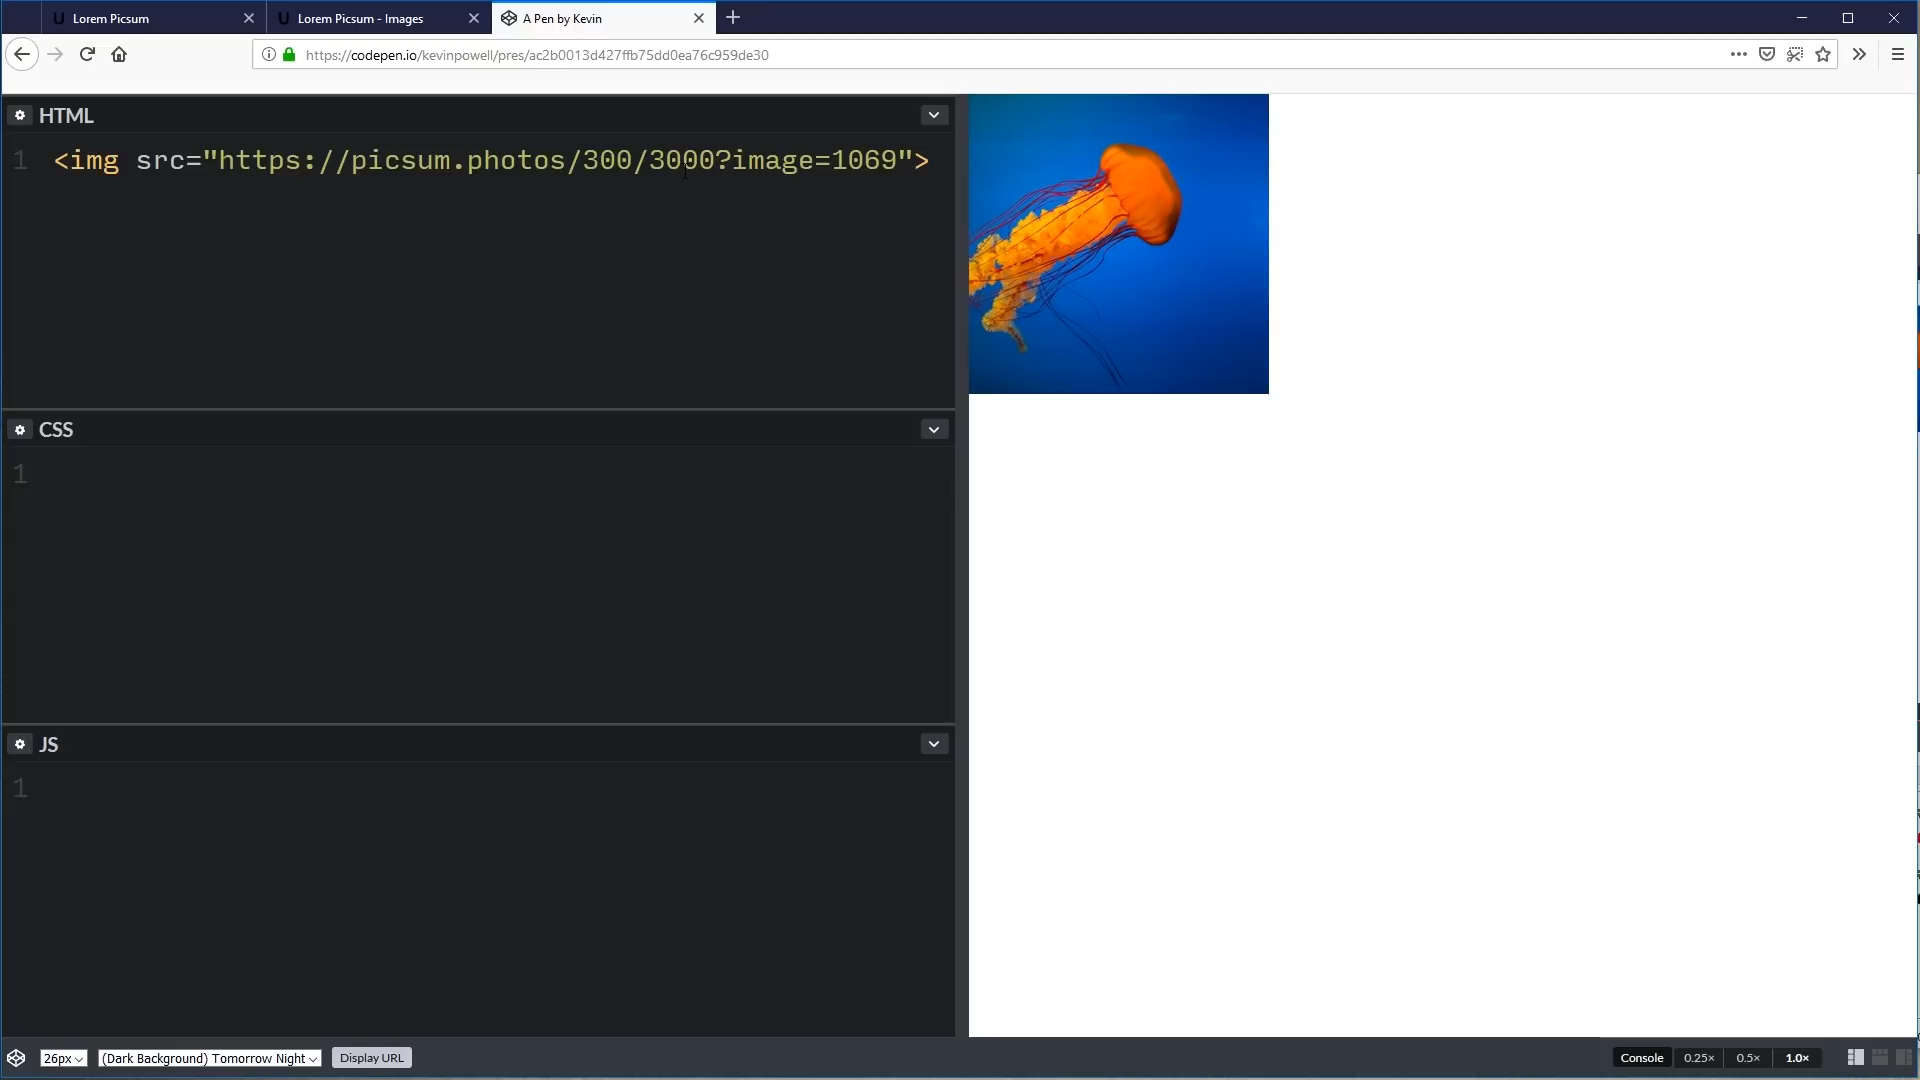 Lorem Picsum
Lorem Picsum - Images
A Pen by Kevin
https://codepen.io/kevinpowell/pres/ac2b0013d427ffb75dd0ea76c959de30
HTML
1 <img src="https://picsum.photos/300/3000?image=1069">
CSS
1
JS
1
26px (Dark Background) Tomorrow Night Display URL Console 0.25× 0.5× 1.0×